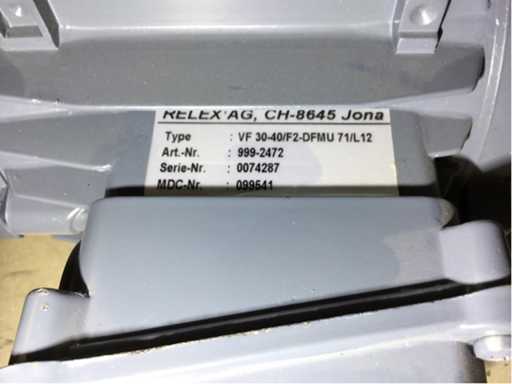 RELEX AG, CH-8645 Jona
Type : VF 30-40/F2-DFMU 71/L12
Art.-Nr. : 999-2472
Serie-Nr. : 0074287
MDC-Nr. : 099541